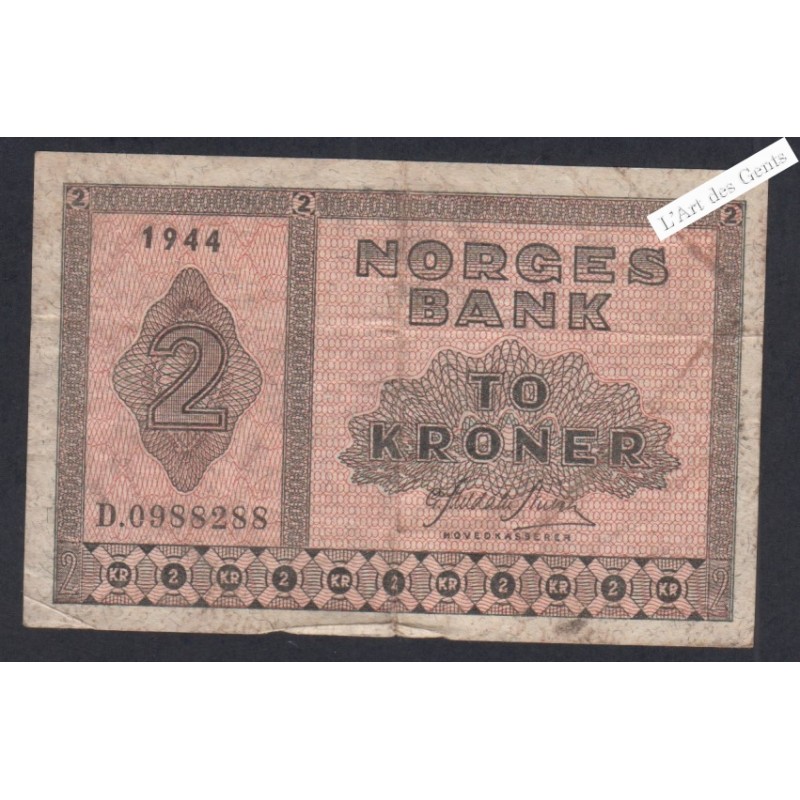 L'Art des Gents
2 2 2
1944
NORGES
BANK
2
TO
KRONER
D.0988288
HOVEDKASSERER
2 KR 2 KR 2 KR 2 KR 2 KR 2 KR 2